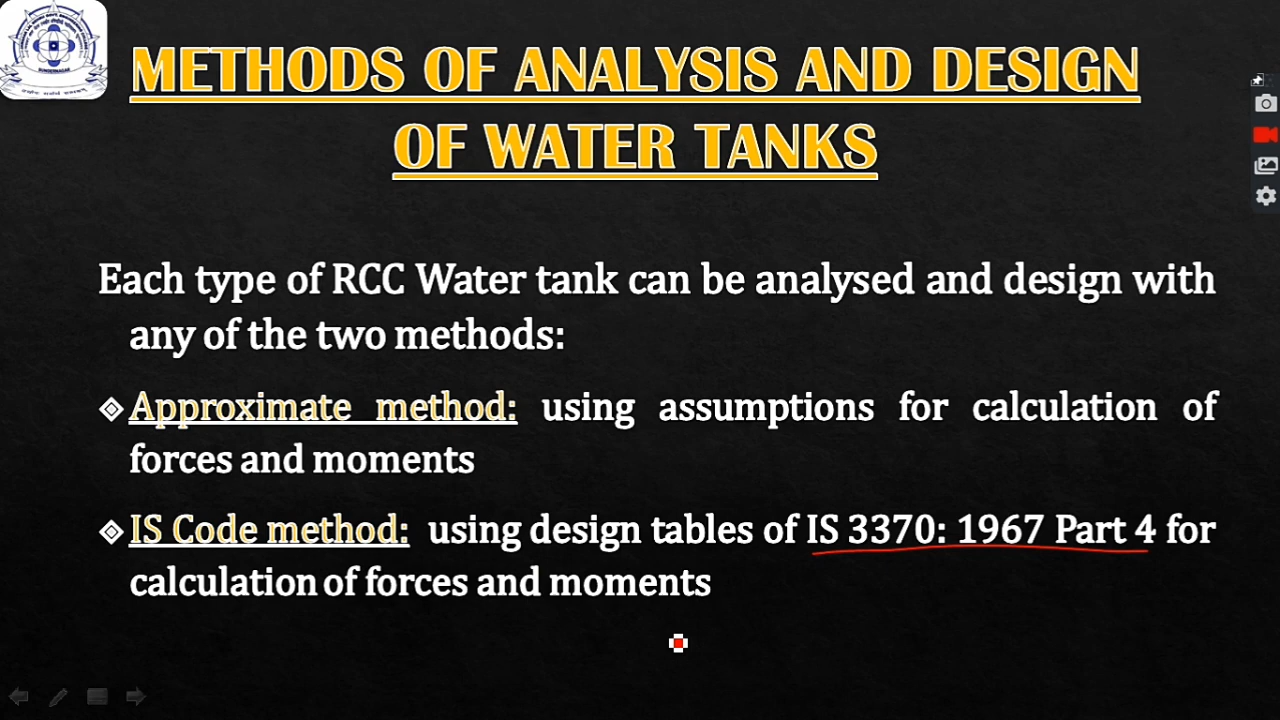 METHODS OF ANALYSIS AND DESIGN
OF WATER TANKS
Each type of RCC Water tank can be analysed and design with
any of the two methods:
Approximate method: using assumptions for calculation of
forces and moments
IS Code method: using design tables of IS 3370: 1967 Part 4 for
calculation of forces and moments